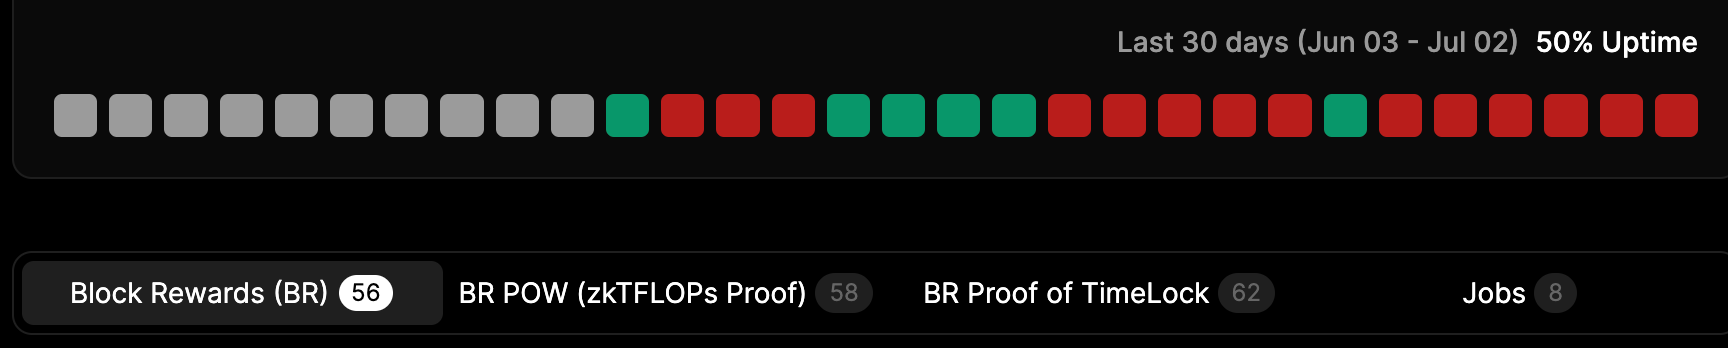 Last 30 days (Jun 03 - Jul 02) 50% Uptime
Block Rewards (BR) 56 BR POW (zkTFLOPs Proof) 58 BR Proof of TimeLock 62 Jobs 8